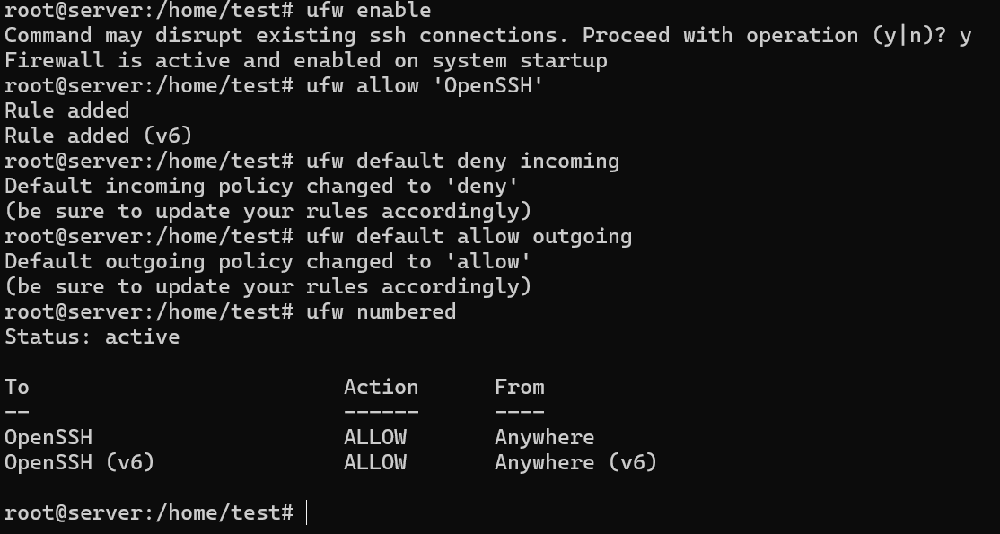 root@server:/home/test# ufw enable
Command may disrupt existing ssh connections. Proceed with operation (y|n)? y
Firewall is active and enabled on system startup
root@server:/home/test# ufw allow 'OpenSSH'
Rule added
Rule added (v6)
root@server:/home/test# ufw default deny incoming
Default incoming policy changed to 'deny'
(be sure to update your rules accordingly)
root@server:/home/test# ufw default allow outgoing
Default outgoing policy changed to 'allow'
(be sure to update your rules accordingly)
root@server:/home/test# ufw numbered
Status: active

To                         Action      From
--                         ------      ----
OpenSSH                    ALLOW       Anywhere
OpenSSH (v6)               ALLOW       Anywhere (v6)

root@server:/home/test#